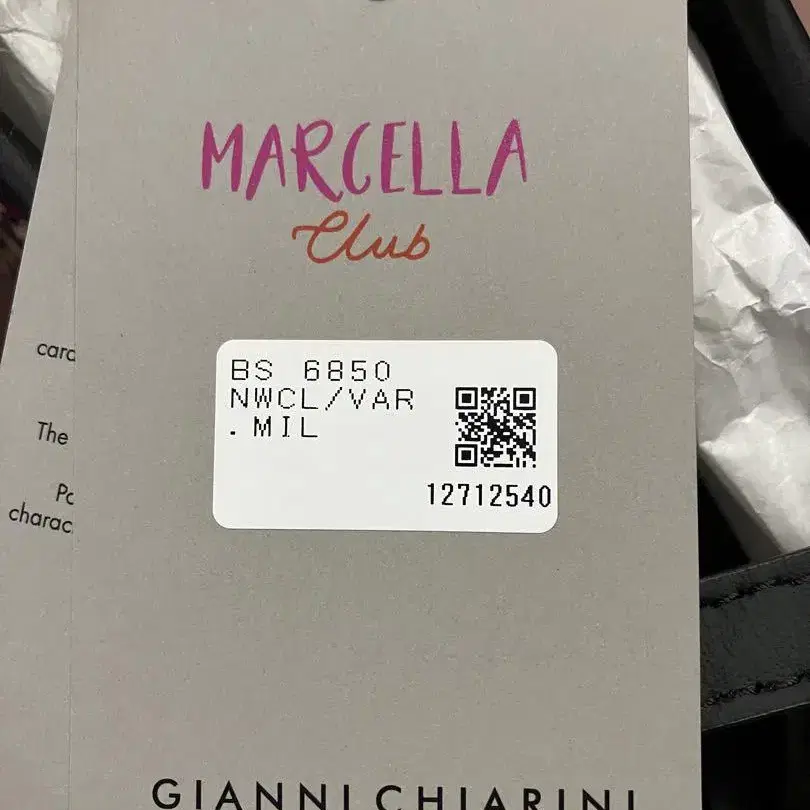 MARCELLA
Club
BS 6850
NWCL/VAR
.MIL
12712540
GIANNI CHIARINI
The